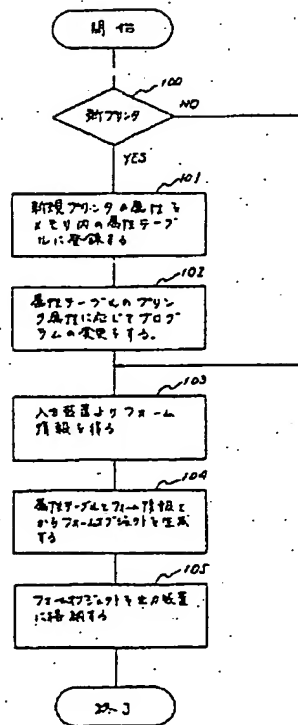 開始
100
新プリンタ
NO
YES
101
新規プリンタの属性を
メモリ内の属性テーブ
ルに登録する
102
属性テーブルのプリン
タ属性に応じてプログ
ラムの変更をする。
103
入力装置よりフォーム
情報を得る
104
属性テーブルとフォーム情報と
からフォームオブジェクトを生成
する
105
フォームオブジェクトを出力装置
に格納する
終了